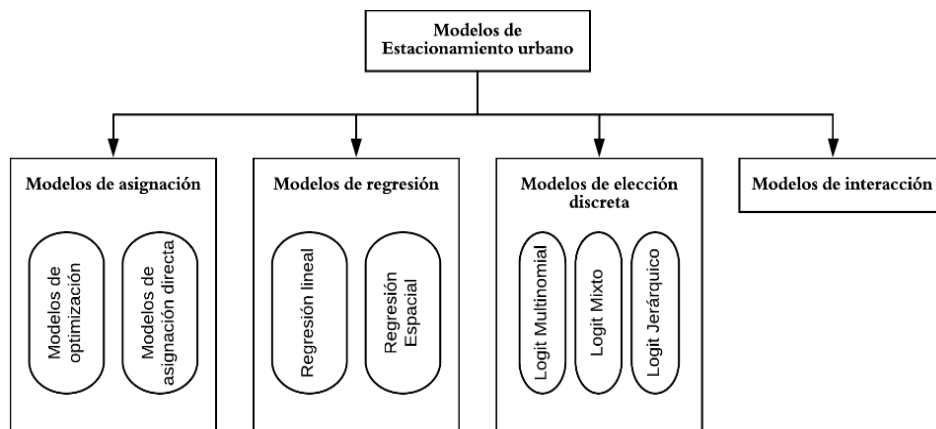 Modelos de
Estacionamiento urbano
Modelos de asignación
Modelos de regresión
Modelos de elección
discreta
Modelos de interacción
Modelos de
optimización
Modelos de
asignación directa
Regresión lineal
Regresión
Espacial
Logit Multinomial
Logit Mixto
Logit Jerárquico